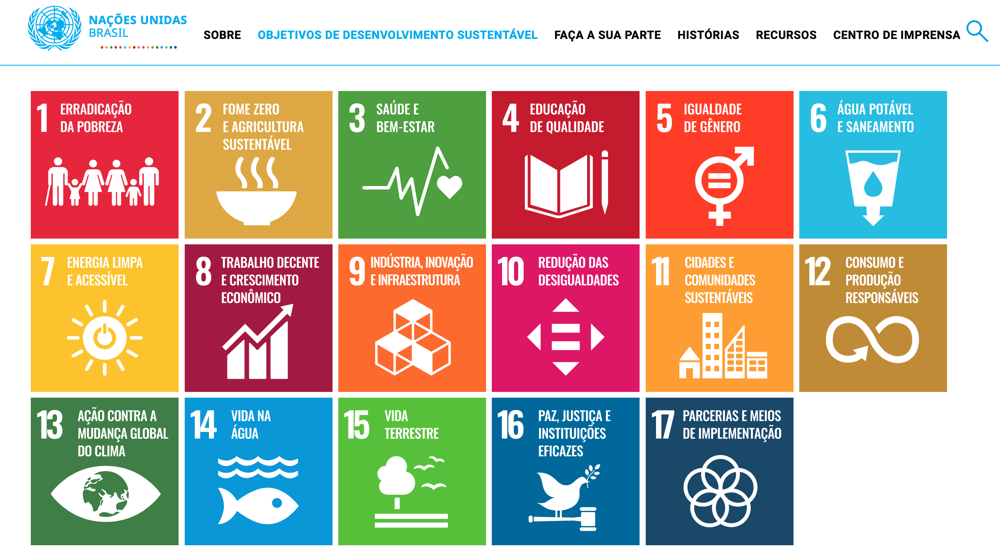 NAÇÕES UNIDAS
BRASIL
SOBRE
OBJETIVOS DE DESENVOLVIMENTO SUSTENTÁVEL
FAÇA A SUA PARTE
HISTÓRIAS
RECURSOS
CENTRO DE IMPRENSA
1
ERRADICAÇÃO
DA POBREZA
2
FOME ZERO
E AGRICULTURA
SUSTENTÁVEL
3
SAÚDE E
BEM-ESTAR
4
EDUCAÇÃO
DE QUALIDADE
5
IGUALDADE
DE GÊNERO
6
ÁGUA POTÁVEL
E SANEAMENTO
7
ENERGIA LIMPA
E ACESSÍVEL
8
TRABALHO DECENTE
E CRESCIMENTO
ECONÔMICO
9
INDÚSTRIA, INOVAÇÃO
E INFRAESTRUTURA
10
REDUÇÃO DAS
DESIGUALDADES
11
CIDADES E
COMUNIDADES
SUSTENTÁVEIS
12
CONSUMO E
PRODUÇÃO
RESPONSÁVEIS
13
AÇÃO CONTRA A
MUDANÇA GLOBAL
DO CLIMA
14
VIDA NA
ÁGUA
15
VIDA
TERRESTRE
16
PAZ, JUSTIÇA E
INSTITUIÇÕES
EFICAZES
17
PARCERIAS E MEIOS
DE IMPLEMENTAÇÃO